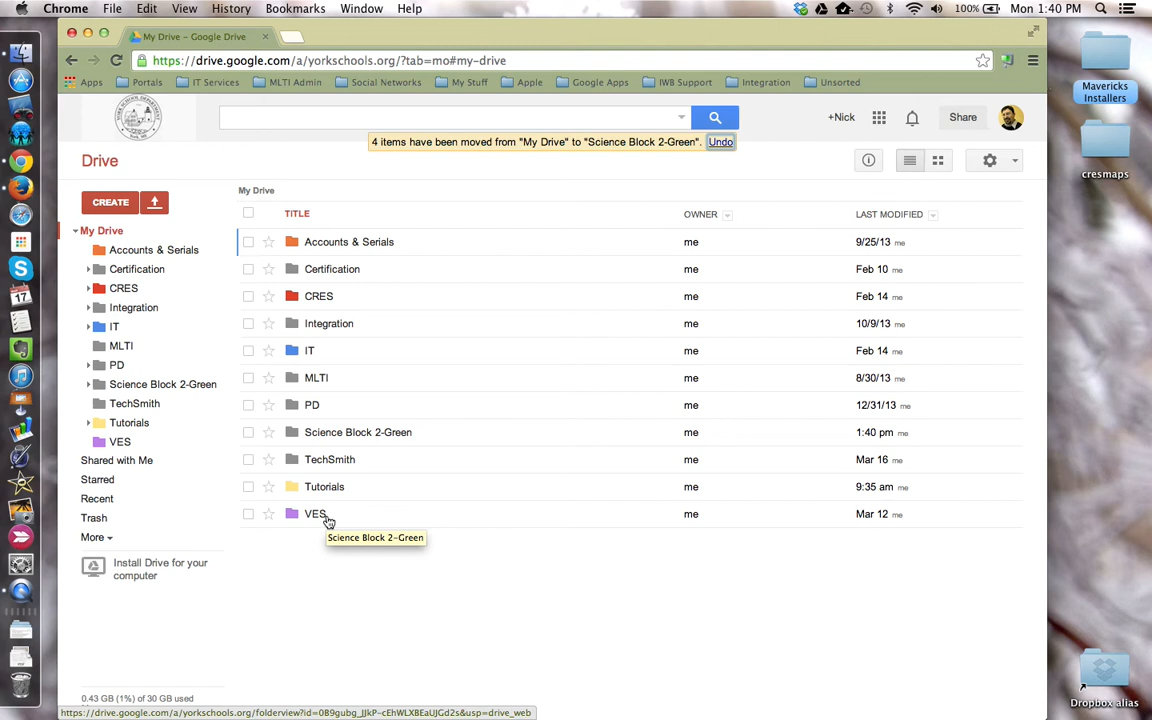 Chrome File Edit View History Bookmarks Window Help 100% Mon 1:40 PM
My Drive - Google Drive
https://drive.google.com/a/yorkschools.org/?tab=mo#my-drive
Apps Portals IT Services MLTI Admin Social Networks My Stuff Apple Google Apps IWB Support Integration Unsorted
Mavericks
Installers
+Nick Share
4 items have been moved from "My Drive" to "Science Block 2-Green". Undo
cresmaps
Drive
My Drive
CREATE
TITLE OWNER LAST MODIFIED
My Drive
Accounts & Serials
Certification
CRES
Integration
IT
MLTI
PD
Science Block 2-Green
TechSmith
Tutorials
VES
Shared with Me
Starred
Recent
Trash
More
Install Drive for your
computer
Accounts & Serials me 9/25/13 me
Certification me Feb 10 me
CRES me Feb 14 me
Integration me 10/9/13 me
IT me Feb 14 me
MLTI me 8/30/13 me
PD me 12/31/13 me
Science Block 2-Green me 1:40 pm me
TechSmith me Mar 16 me
Tutorials me 9:35 am me
VES me Mar 12 me
Science Block 2-Green
17
0.43 GB (1%) of 30 GB used
Dropbox alias